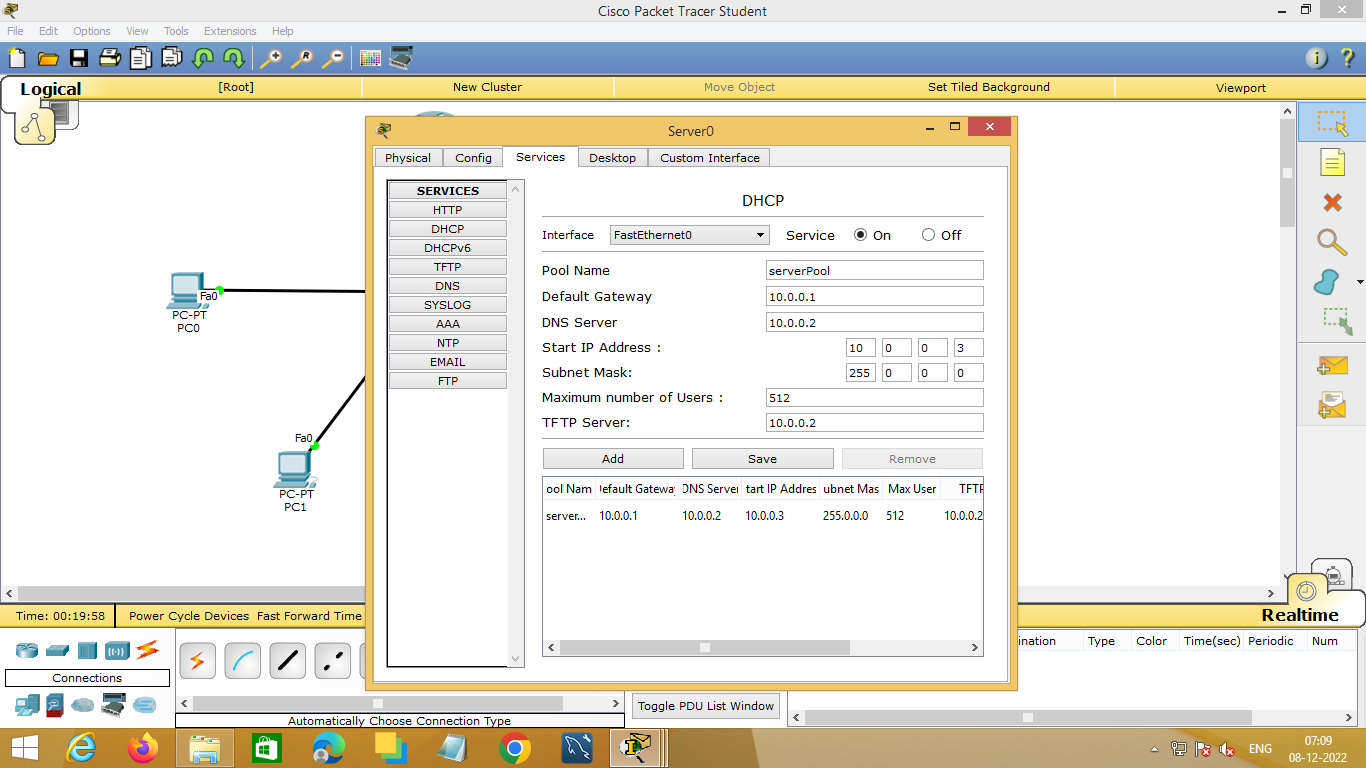 Cisco Packet Tracer Student
File Edit Options View Tools Extensions Help
Logical [Root] New Cluster Move Object Set Tiled Background Viewport
Server0
Physical Config Services Desktop Custom Interface
SERVICES
HTTP
DHCP
DHCPv6
TFTP
DNS
SYSLOG
AAA
NTP
EMAIL
FTP
DHCP
Interface FastEthernet0 Service On Off
Pool Name serverPool
Default Gateway 10.0.0.1
DNS Server 10.0.0.2
Start IP Address : 10 0 0 3
Subnet Mask: 255 0 0 0
Maximum number of Users : 512
TFTP Server: 10.0.0.2
Add Save Remove
ool Nam efault Gateway DNS Server tart IP Addres ubnet Mas Max User TFTP
server... 10.0.0.1 10.0.0.2 10.0.0.3 255.0.0.0 512 10.0.0.2
Fa0
PC-PT
PC0
Fa0
PC-PT
PC1
Time: 00:19:58 Power Cycle Devices Fast Forward Time Realtime
Connections
Automatically Choose Connection Type
Toggle PDU List Window
ination Type Color Time(sec) Periodic Num
ENG
07:09
08-12-2022